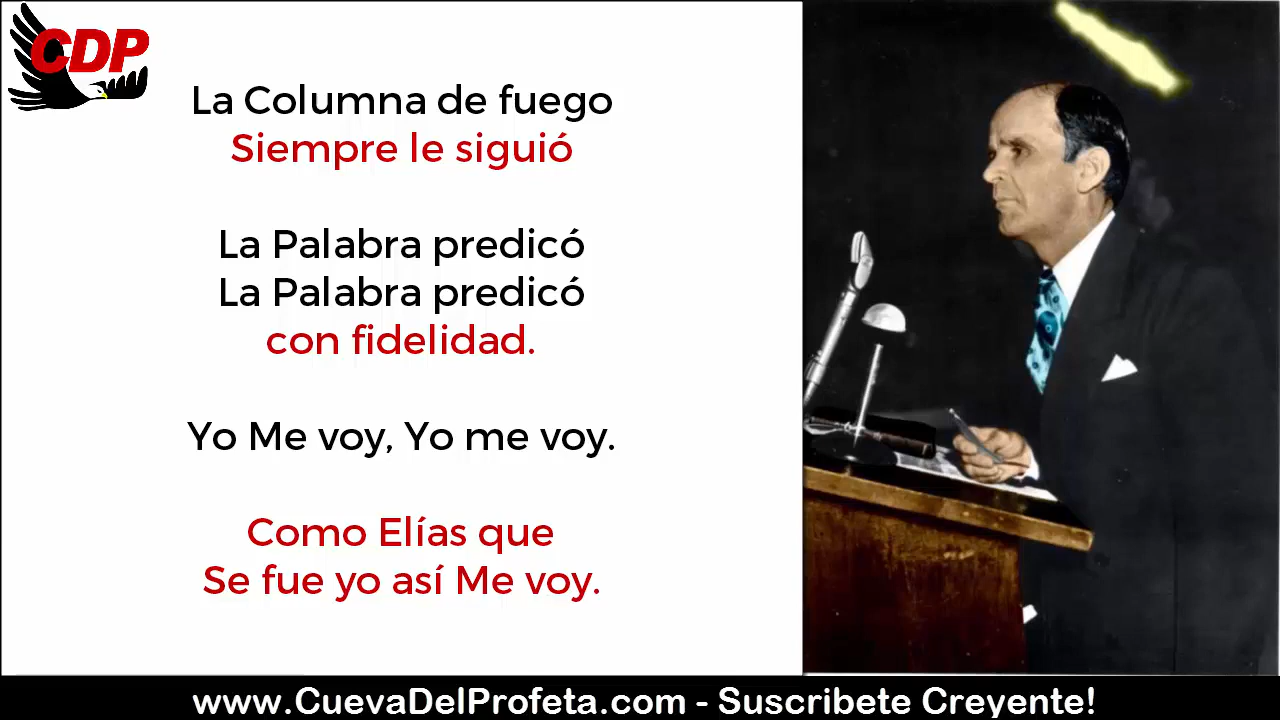 CDP
La Columna de fuego
Siempre le siguió
La Palabra predicó
La Palabra predicó
con fidelidad.
Yo Me voy, Yo me voy.
Como Elías que
Se fue yo así Me voy.
www.CuevaDelProfeta.com - Suscribete Creyente!